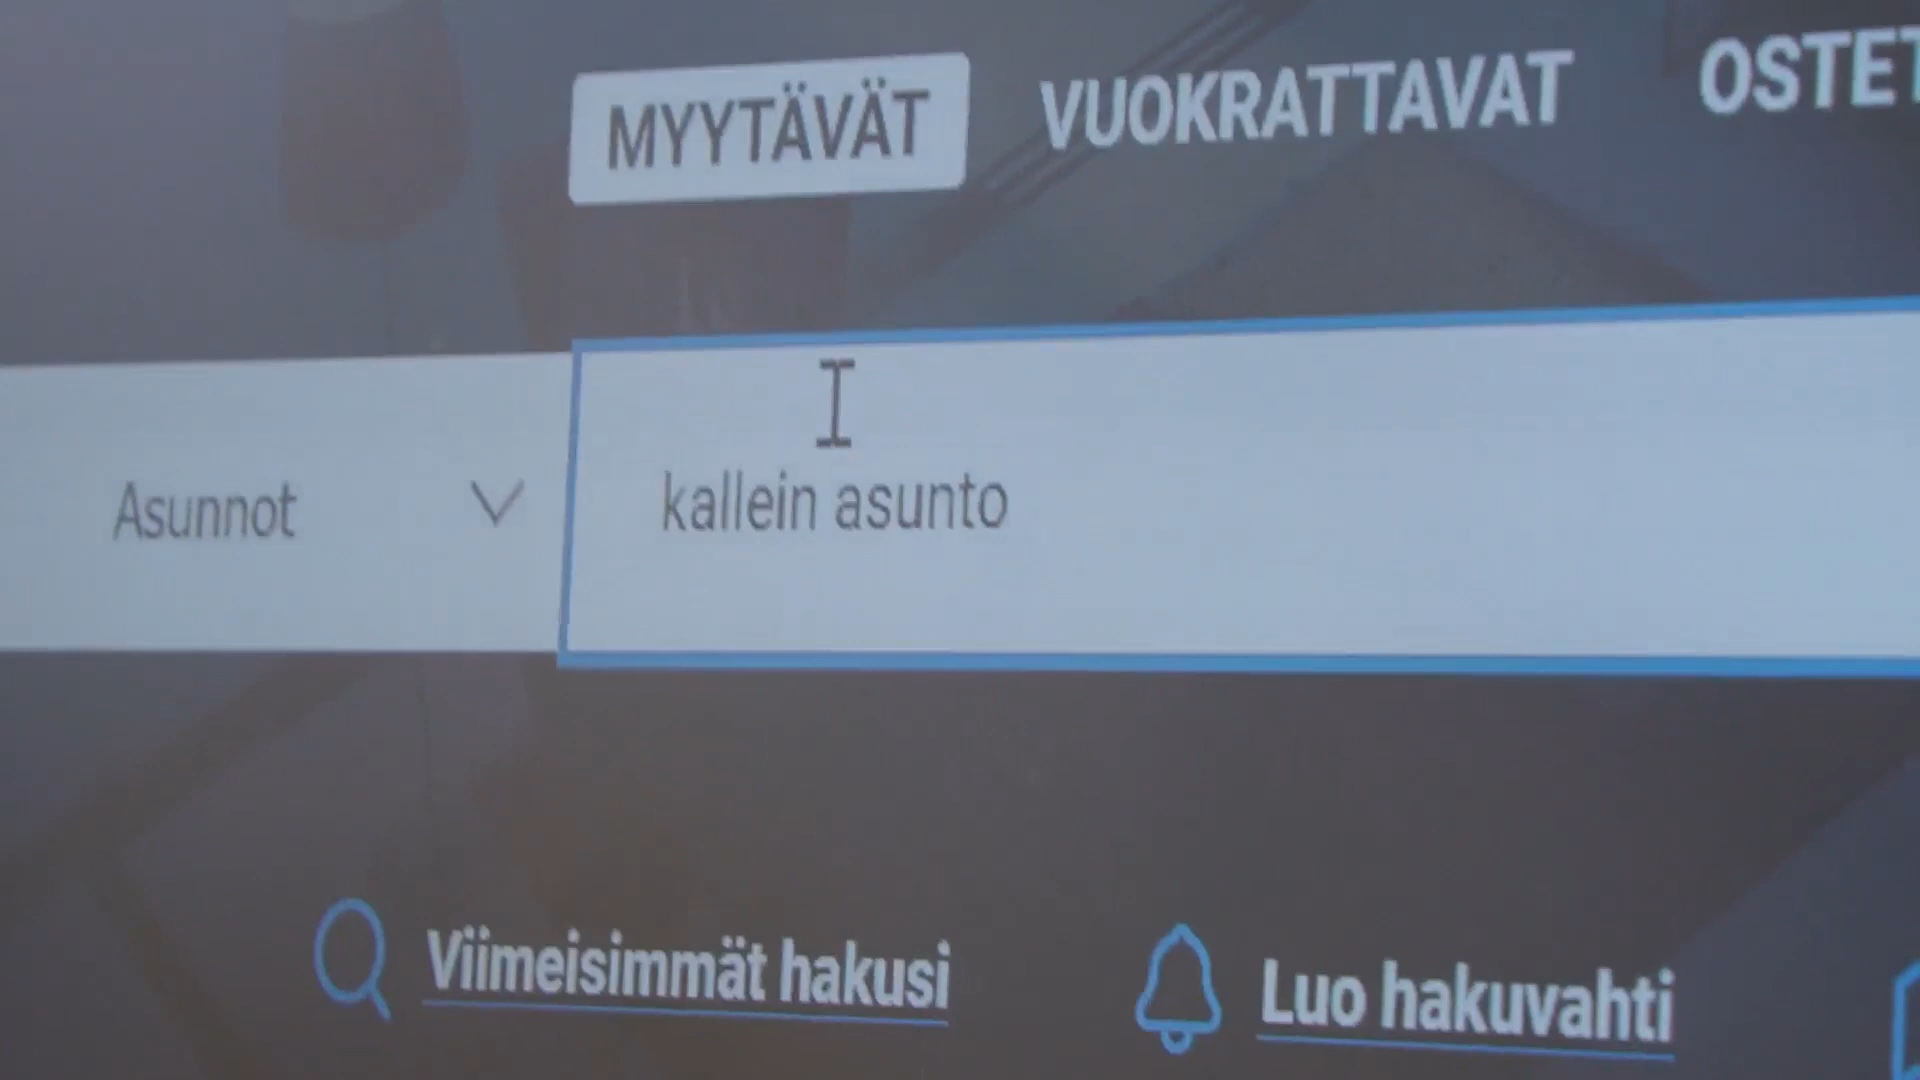 MYYTÄVÄT VUOKRATTAVAT
Asunnot kallein asunto
Viimeisimmät hakusi Luo hakuvahti